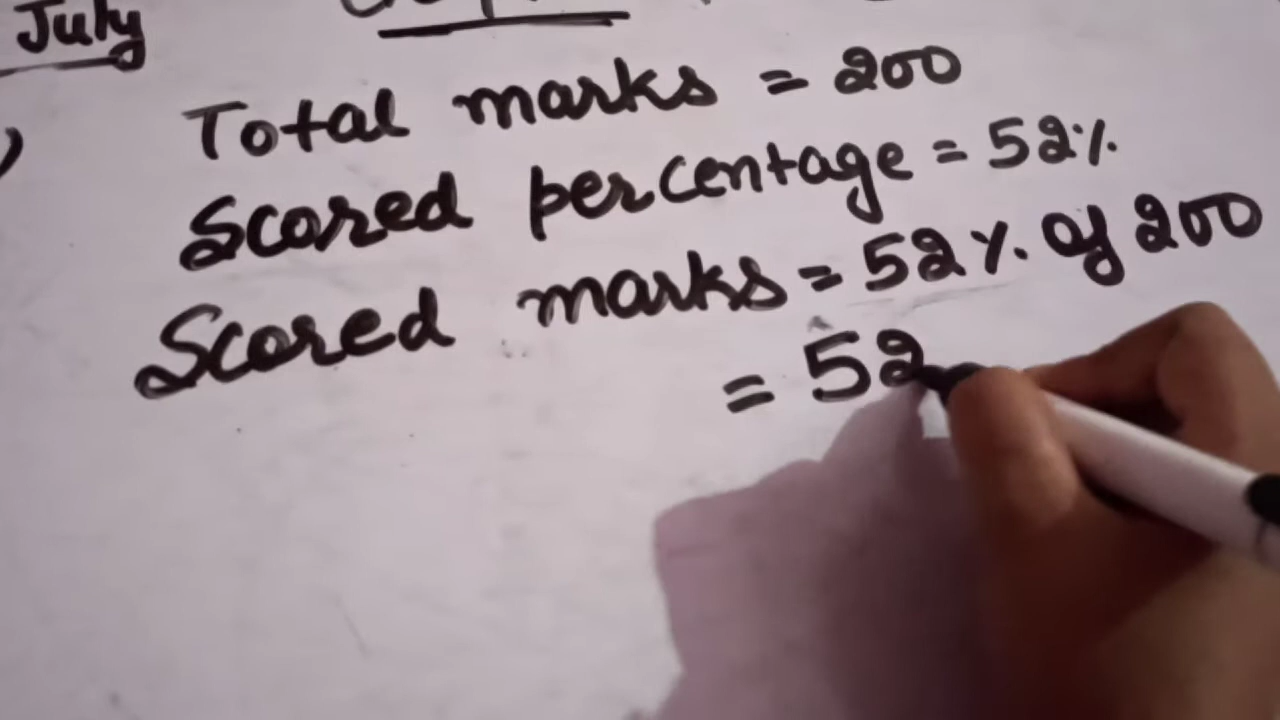 July
)
Total marks = 200
Scored percentage = 52%
Scored marks = 52% of 200
= 52